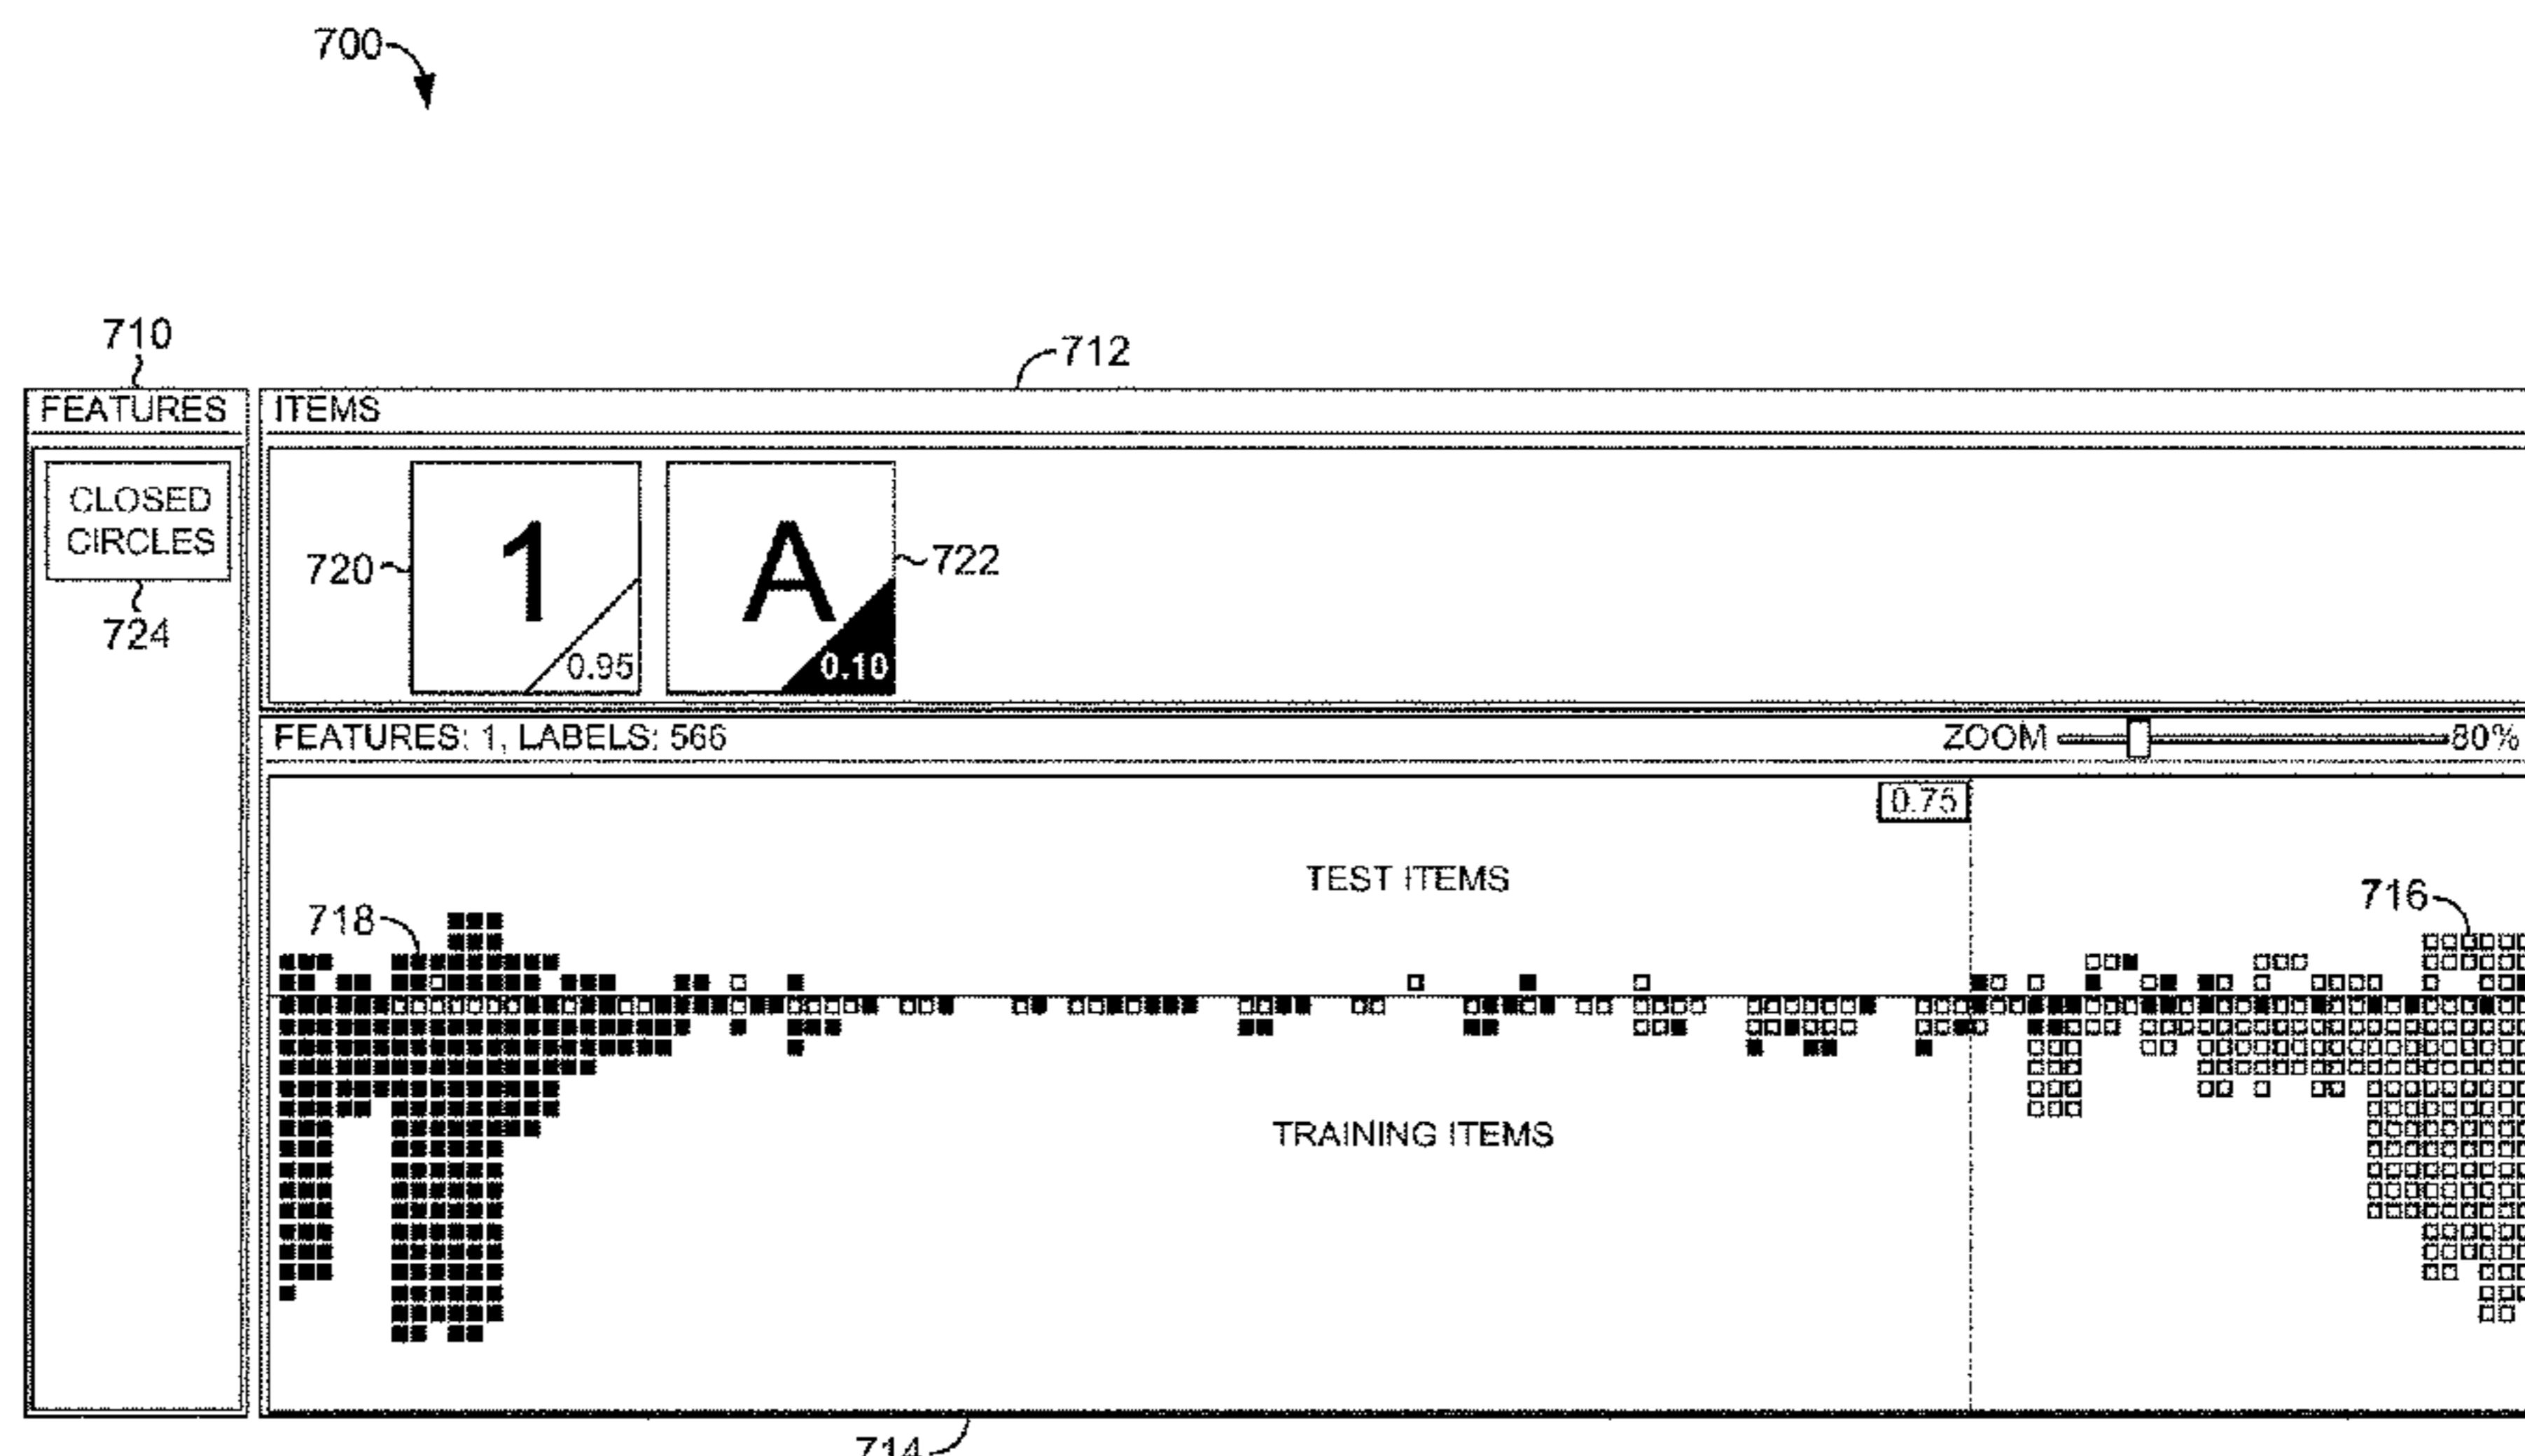 700
710
712
FEATURES
ITEMS
CLOSED
CIRCLES
724
720
1
0.95
A
0.10
722
FEATURES: 1, LABELS: 566
ZOOM
80%
0.75
TEST ITEMS
718
716
TRAINING ITEMS
714